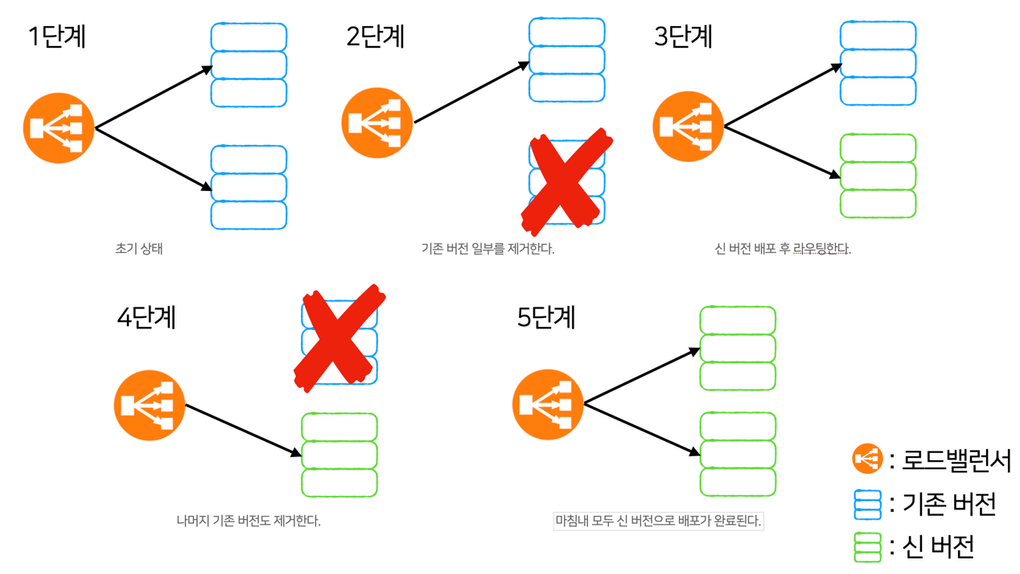 1단계
2단계
3단계
초기 상태
기존 버전 일부를 제거한다.
신 버전 배포 후 라우팅한다.
4단계
5단계
나머지 기존 버전도 제거한다.
마침내 모두 신 버전으로 배포가 완료된다.
: 로드밸런서
: 기존 버전
: 신 버전